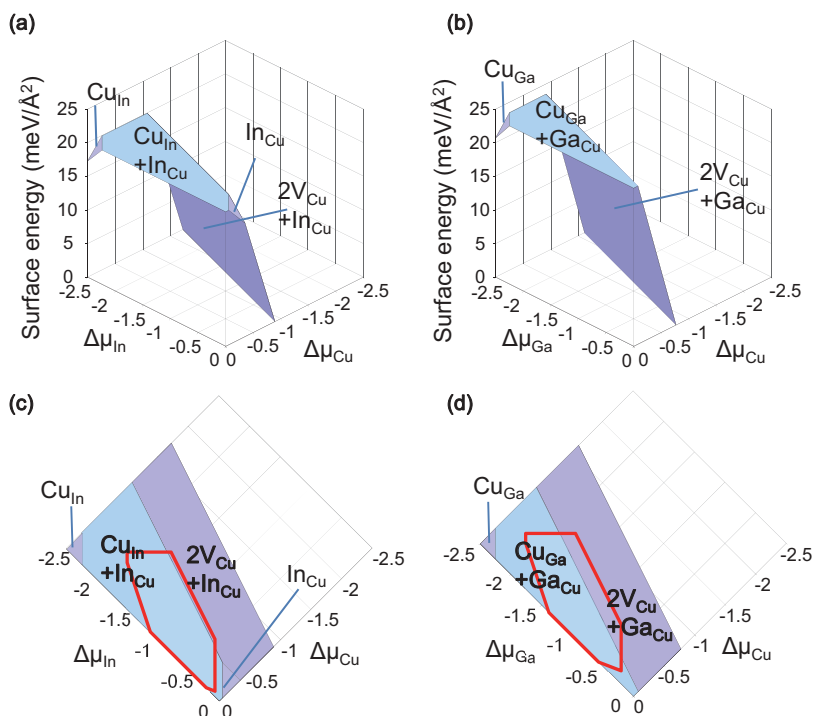 (a)
Surface energy (meV/Å²)
25
20
15
10
5
0
Cu_In
Cu_In
+In_Cu
In_Cu
2V_Cu
+In_Cu
-2.5
-2
-1.5
-1
-0.5
0
Δμ_In
0
-0.5
-1
-1.5
-2
-2.5
Δμ_Cu
(b)
Surface energy (meV/Å²)
25
20
15
10
5
0
Cu_Ga
Cu_Ga
+Ga_Cu
2V_Cu
+Ga_Cu
-2.5
-2
-1.5
-1
-0.5
0
Δμ_Ga
0
-0.5
-1
-1.5
-2
-2.5
Δμ_Cu
(c)
Cu_In
Cu_In
+In_Cu
2V_Cu
+In_Cu
In_Cu
-2.5
-2
-1.5
-1
-0.5
0
Δμ_In
0
-0.5
-1
-1.5
-2
-2.5
Δμ_Cu
(d)
Cu_Ga
Cu_Ga
+Ga_Cu
2V_Cu
+Ga_Cu
-2.5
-2
-1.5
-1
-0.5
0
Δμ_Ga
0
-0.5
-1
-1.5
-2
-2.5
Δμ_Cu